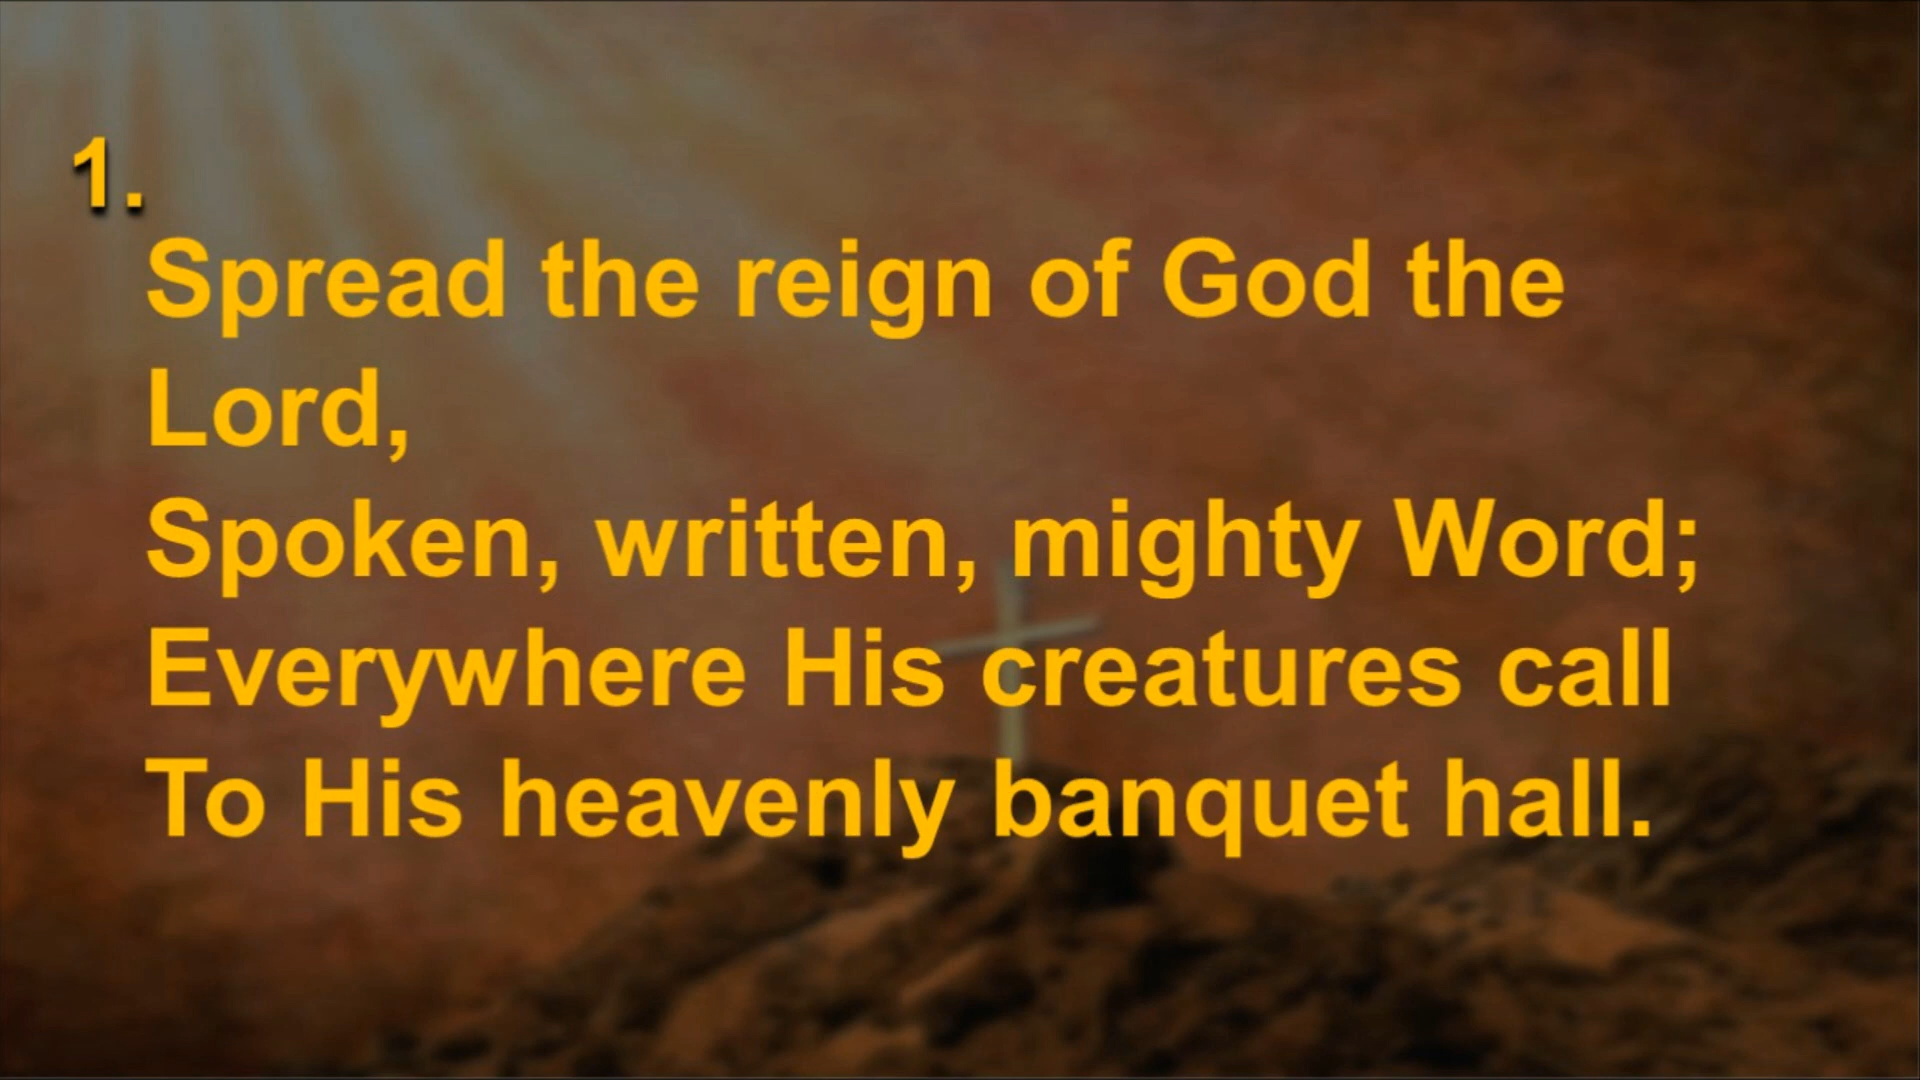 1.
Spread the reign of God the
Lord,
Spoken, written, mighty Word;
Everywhere His creatures call
To His heavenly banquet hall.